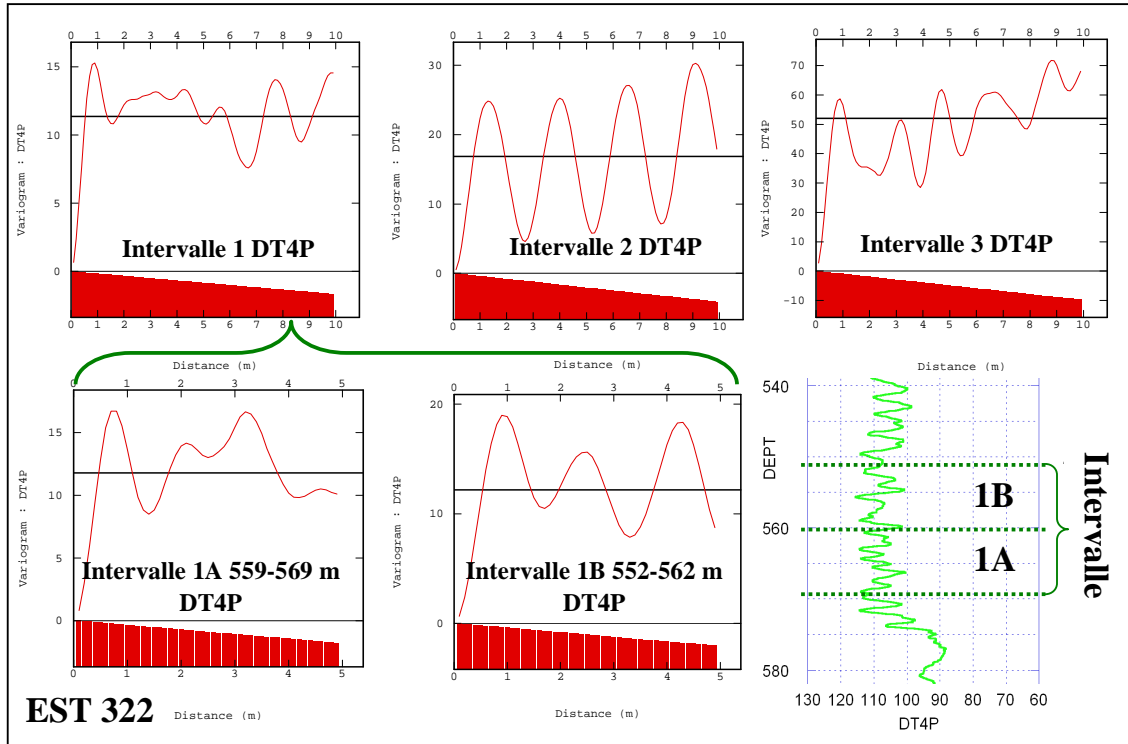 0 1 2 3 4 5 6 7 8 9 10
15
10
5
0
Variogram : DT4P
Intervalle 1 DT4P
0 1 2 3 4 5 6 7 8 9 10
0 1 2 3 4 5 6 7 8 9 10
30
20
10
0
Variogram : DT4P
Intervalle 2 DT4P
0 1 2 3 4 5 6 7 8 9 10
0 1 2 3 4 5 6 7 8 9 10
70
60
50
40
30
20
10
0
-10
Variogram : DT4P
Intervalle 3 DT4P
0 1 2 3 4 5 6 7 8 9 10
Distance (m)
Distance (m)
Distance (m)
0 1 2 3 4 5
15
10
5
0
Variogram : DT4P
Intervalle 1A 559-569 m
DT4P
0 1 2 3 4 5
0 1 2 3 4 5
20
10
0
Variogram : DT4P
Intervalle 1B 552-562 m
DT4P
0 1 2 3 4 5
540
560
580
DEPT
1B
1A
Intervalle
130 120 110 100 90 80 70 60
DT4P
EST 322
Distance (m)
Distance (m)